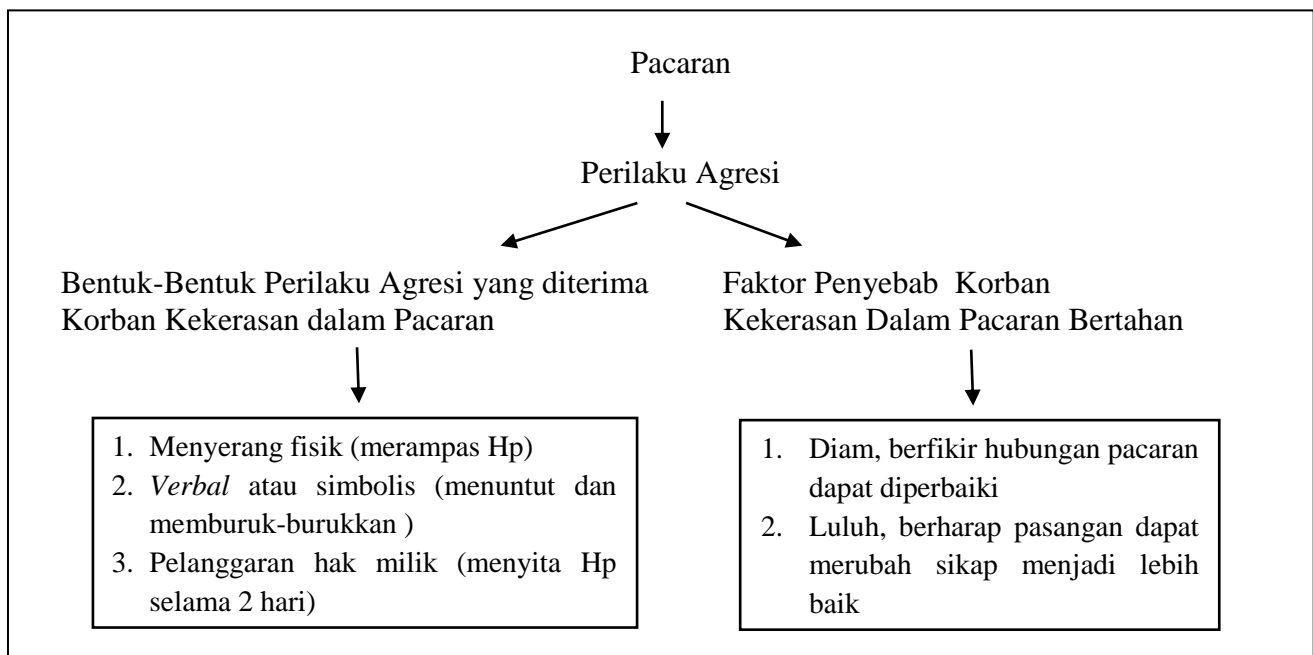 Pacaran
Perilaku Agresi
Bentuk-Bentuk Perilaku Agresi yang diterima
Korban Kekerasan dalam Pacaran
Faktor Penyebab Korban
Kekerasan Dalam Pacaran Bertahan
1. Menyerang fisik (merampas Hp)
2. Verbal atau simbolis (menuntut dan
memburuk-burukkan )
3. Pelanggaran hak milik (menyita Hp
selama 2 hari)
1. Diam, berfikir hubungan pacaran
dapat diperbaiki
2. Luluh, berharap pasangan dapat
merubah sikap menjadi lebih
baik